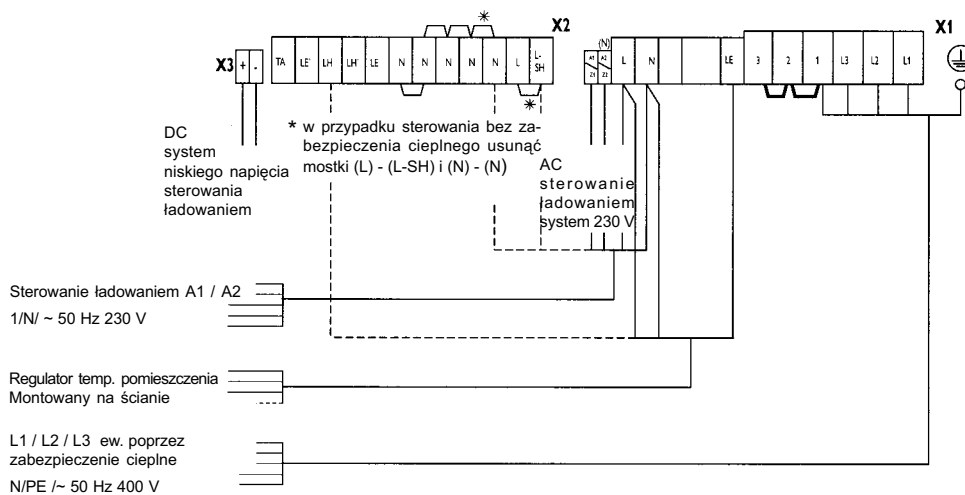 X2
X1
X3
+ -
TA LE' LH LH' LE N N N N N L L-SH
(N)
A1 A2
Z1 Z2
L N LE 3 2 1 L3 L2 L1
*
*
DC
system
niskiego napięcia
sterowania
ładowaniem
* w przypadku sterowania bez za-
bezpieczenia cieplnego usunąć
mostki (L) - (L-SH) i (N) - (N)
AC
sterowanie
ładowaniem
system 230 V
Sterowanie ładowaniem A1 / A2
1/N/ ~ 50 Hz 230 V
Regulator temp. pomieszczenia
Montowany na ścianie
L1 / L2 / L3 ew. poprzez
zabezpieczenie cieplne
N/PE /~ 50 Hz 400 V